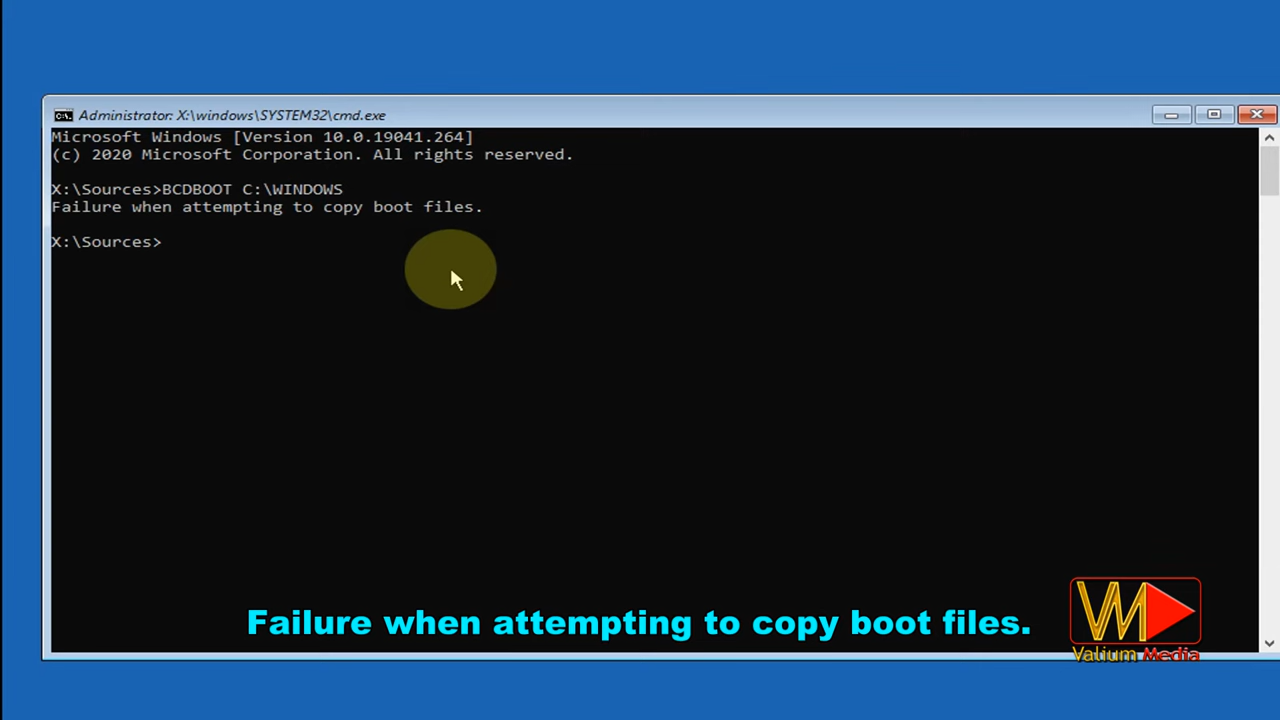 Administrator: X:\windows\SYSTEM32\cmd.exe
Microsoft Windows [Version 10.0.19041.264]
(c) 2020 Microsoft Corporation. All rights reserved.
X:\Sources>BCDBOOT C:\WINDOWS
Failure when attempting to copy boot files.
X:\Sources>
Failure when attempting to copy boot files.
VM
Valium Media